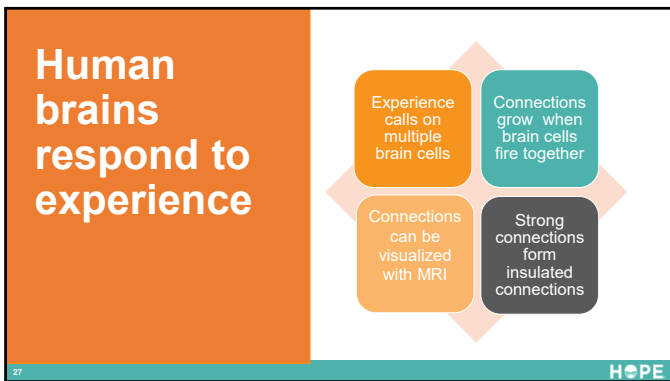 Human
brains
respond to
experience
Experience
calls on
multiple
brain cells
Connections
grow when
brain cells
fire together
Connections
can be
visualized
with MRI
Strong
connections
form
insulated
connections
27
HOPE